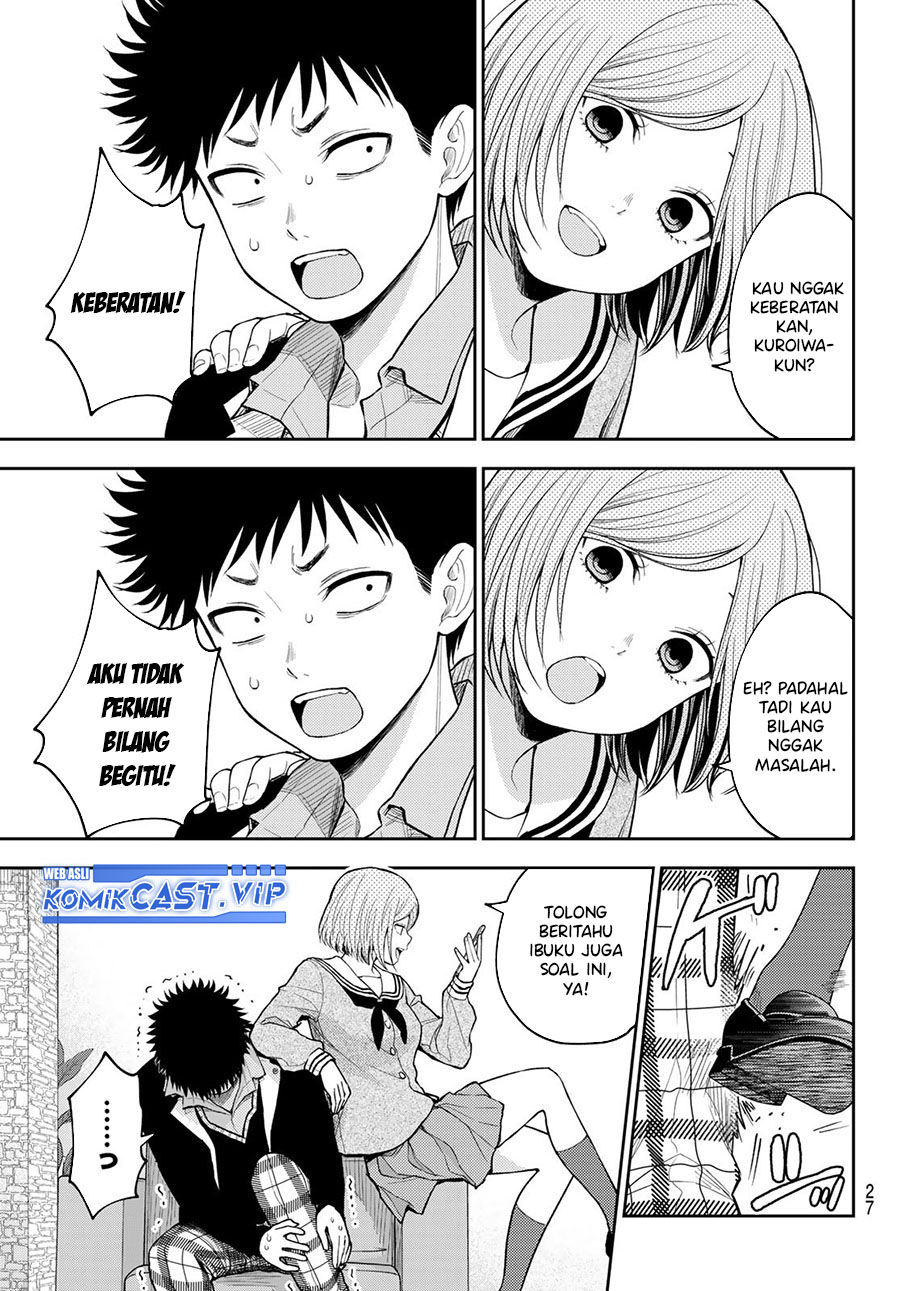 KAU NGGAK
KEBERATAN
KAN,
KUROIWA-
KUN?
KEBERATAN!
EH? PADAHAL
TADI KAU
BILANG
NGGAK
MASALAH.
AKU TIDAK
PERNAH
BILANG
BEGITU!
TOLONG
BERITAHU
IBUKU JUGA
SOAL INI,
YA!
……っ
WEB ASLI
KOMIKCAST.VIP
27